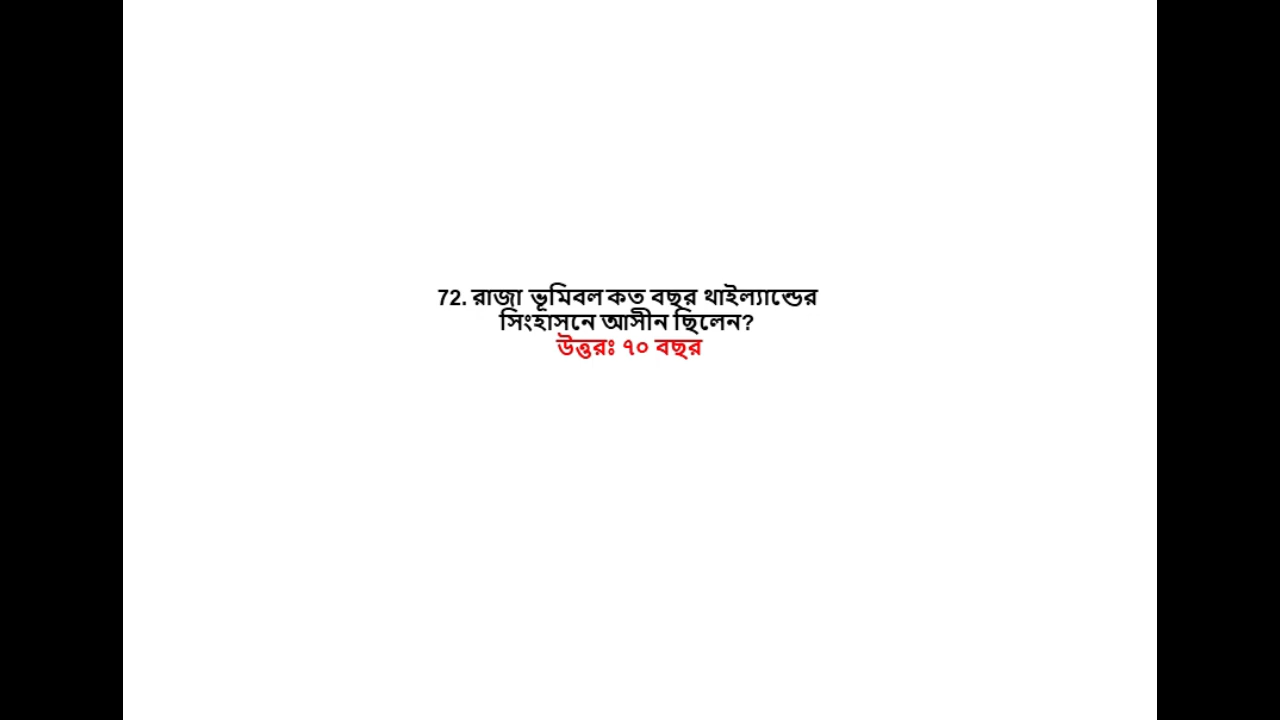 72. রাজা ভূমিবল কত বছর থাইল্যান্ডের
সিংহাসনে আসীন ছিলেন?
উত্তরঃ ৭০ বছর